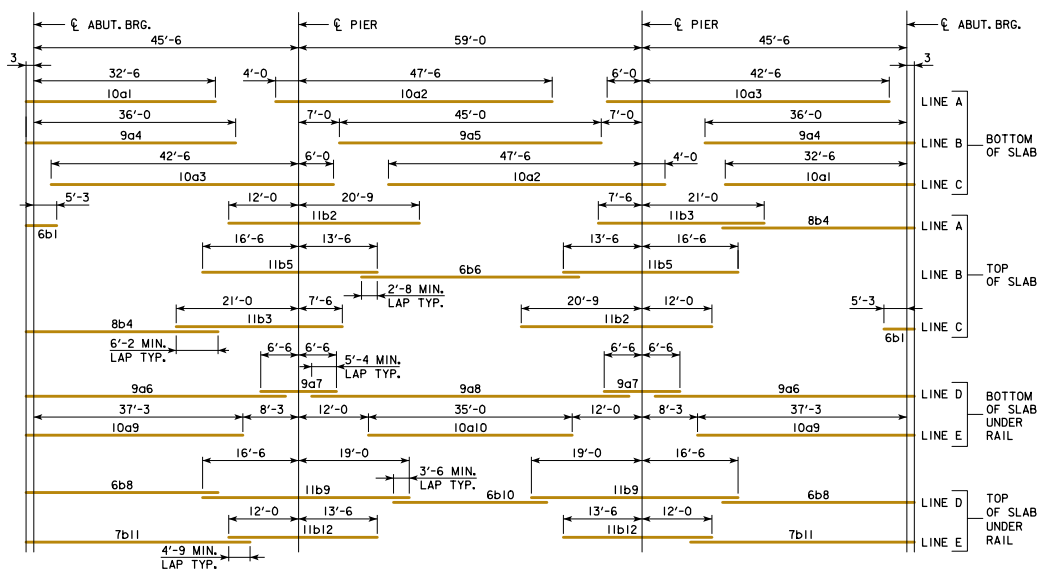 ℄ ABUT. BRG. ℄ PIER ℄ PIER ℄ ABUT. BRG.
45'-6 59'-0 45'-6
3 3
32'-6 4'-0 47'-6 6'-0 42'-6
10a1 10a2 10a3 LINE A
36'-0 7'-0 45'-0 7'-0 36'-0
9a4 9a5 9a4 LINE B
BOTTOM
OF SLAB
42'-6 6'-0 47'-6 4'-0 32'-6
10a3 10a2 10a1 LINE C
5'-3 12'-0 20'-9 7'-6 21'-0
6b1 11b2 11b3 8b4 LINE A
16'-6 13'-6 13'-6 16'-6
11b5 6b6 11b5 LINE B
TOP
OF SLAB
2'-8 MIN.
LAP TYP.
21'-0 7'-6 20'-9 12'-0 5'-3
8b4 11b3 11b2 6b1 LINE C
6'-2 MIN.
LAP TYP.
6'-6 6'-6 5'-4 MIN.
LAP TYP.
6'-6 6'-6
9a6 9a7 9a8 9a7 9a6 LINE D
37'-3 8'-3 12'-0 35'-0 12'-0 8'-3 37'-3
10a9 10a10 10a9 LINE E
BOTTOM
OF SLAB
UNDER
RAIL
16'-6 19'-0 3'-6 MIN.
LAP TYP.
19'-0 16'-6
6b8 11b9 6b10 11b9 6b8 LINE D
12'-0 13'-6 13'-6 12'-0
7b11 11b12 11b12 7b11 LINE E
TOP
OF SLAB
UNDER
RAIL
4'-9 MIN.
LAP TYP.